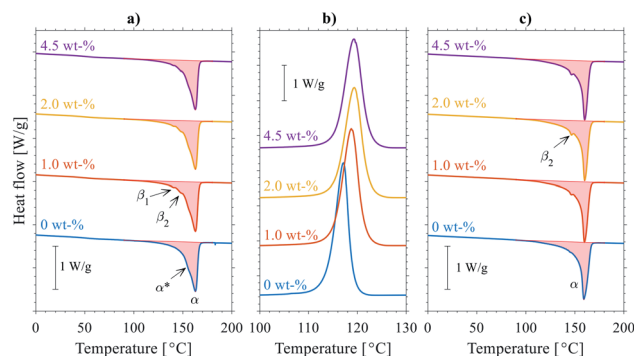 a)
b)
c)
Heat flow [W/g]
4.5 wt-%
2.0 wt-%
1.0 wt-%
β1
β2
0 wt-%
1 W/g
α*
α
0
50
100
150
200
Temperature [°C]
1 W/g
4.5 wt-%
2.0 wt-%
1.0 wt-%
0 wt-%
100
110
120
130
Temperature [°C]
4.5 wt-%
2.0 wt-%
β2
1.0 wt-%
0 wt-%
1 W/g
α
0
50
100
150
200
Temperature [°C]